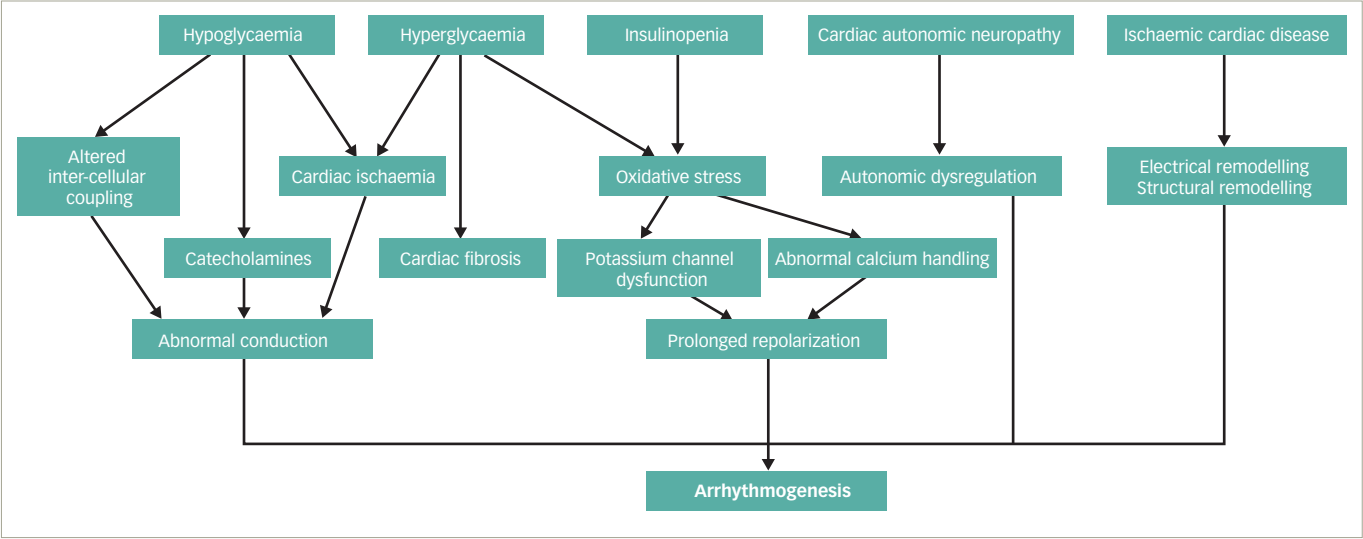 Hypoglycaemia
Hyperglycaemia
Insulinopenia
Cardiac autonomic neuropathy
Ischaemic cardiac disease
Altered
inter-cellular
coupling
Cardiac ischaemia
Oxidative stress
Autonomic dysregulation
Electrical remodelling
Structural remodelling
Catecholamines
Cardiac fibrosis
Potassium channel
dysfunction
Abnormal calcium handling
Abnormal conduction
Prolonged repolarization
Arrhythmogenesis